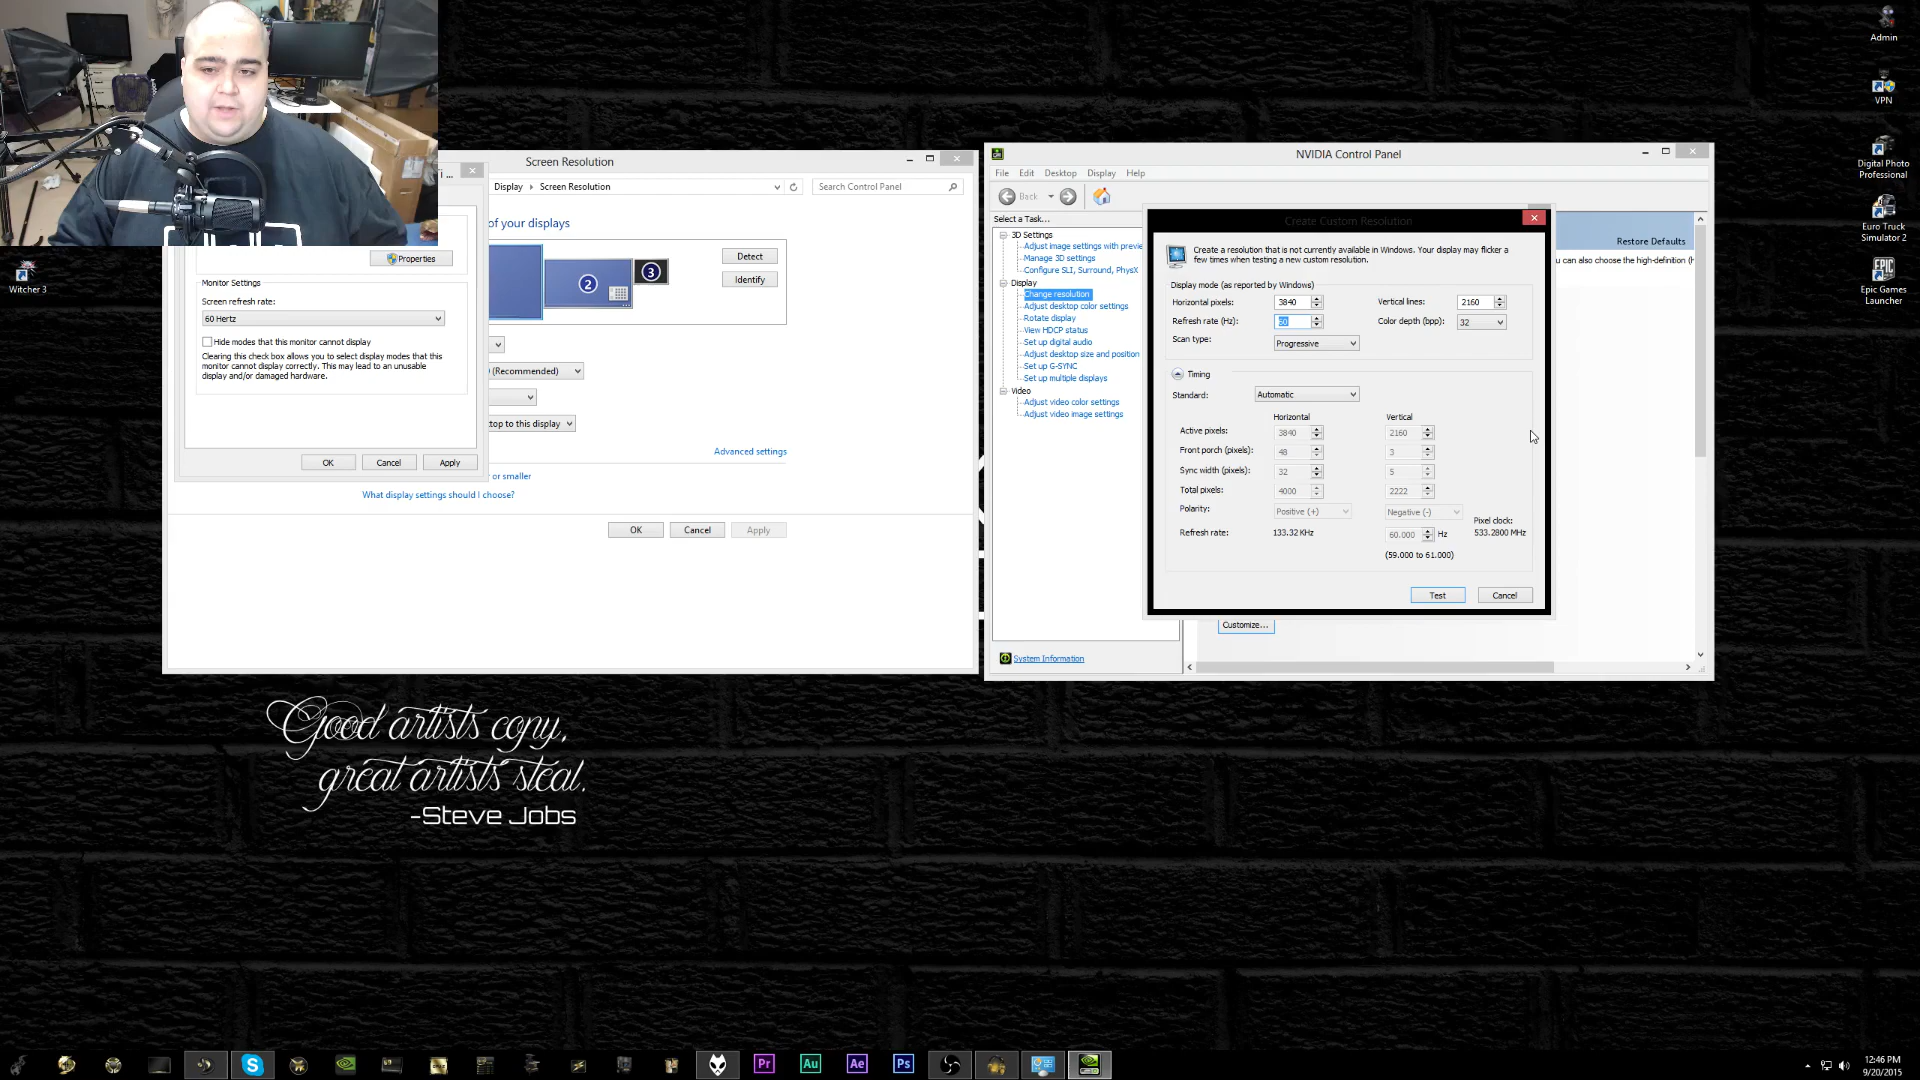 Admin
VPN
Digital Photo
Professional
Euro Truck
Simulator 2
Epic Games
Launcher
Witcher 3
Screen Resolution
Display
Screen Resolution
Search Control Panel
of your displays
2
3
Detect
Identify
(Recommended)
top to this display
Advanced settings
or smaller
What display settings should I choose?
OK
Cancel
Apply
Properties
Monitor Settings
Screen refresh rate:
60 Hertz
Hide modes that this monitor cannot display
Clearing this check box allows you to select display modes that this
monitor cannot display correctly. This may lead to an unusable
display and/or damaged hardware.
OK
Cancel
Apply
NVIDIA Control Panel
File Edit Desktop Display Help
Back
Select a Task...
3D Settings
Adjust image settings with previe
Manage 3D settings
Configure SLI, Surround, PhysX
Display
Change resolution
Adjust desktop color settings
Rotate display
View HDCP status
Set up digital audio
Adjust desktop size and position
Set up G-SYNC
Set up multiple displays
Video
Adjust video color settings
Adjust video image settings
System Information
Restore Defaults
u can also choose the high-definition (H
Customize...
Create Custom Resolution
Create a resolution that is not currently available in Windows. Your display may flicker a
few times when testing a new custom resolution.
Display mode (as reported by Windows)
Horizontal pixels: 3840 Vertical lines: 2160
Refresh rate (Hz): 60 Color depth (bpp): 32
Scan type: Progressive
Timing
Standard: Automatic
Horizontal Vertical
Active pixels: 3840 2160
Front porch (pixels): 48 3
Sync width (pixels): 32 5
Total pixels: 4000 2222
Polarity: Positive (+) Negative (-)
Refresh rate: 133.32 KHz 60.000 Hz
Pixel clock:
533.2800 MHz
(59.000 to 61.000)
Test
Cancel
Good artists copy,
great artists steal.
-Steve Jobs
Pr
Au
Ae
Ps
12:46 PM
9/20/2015